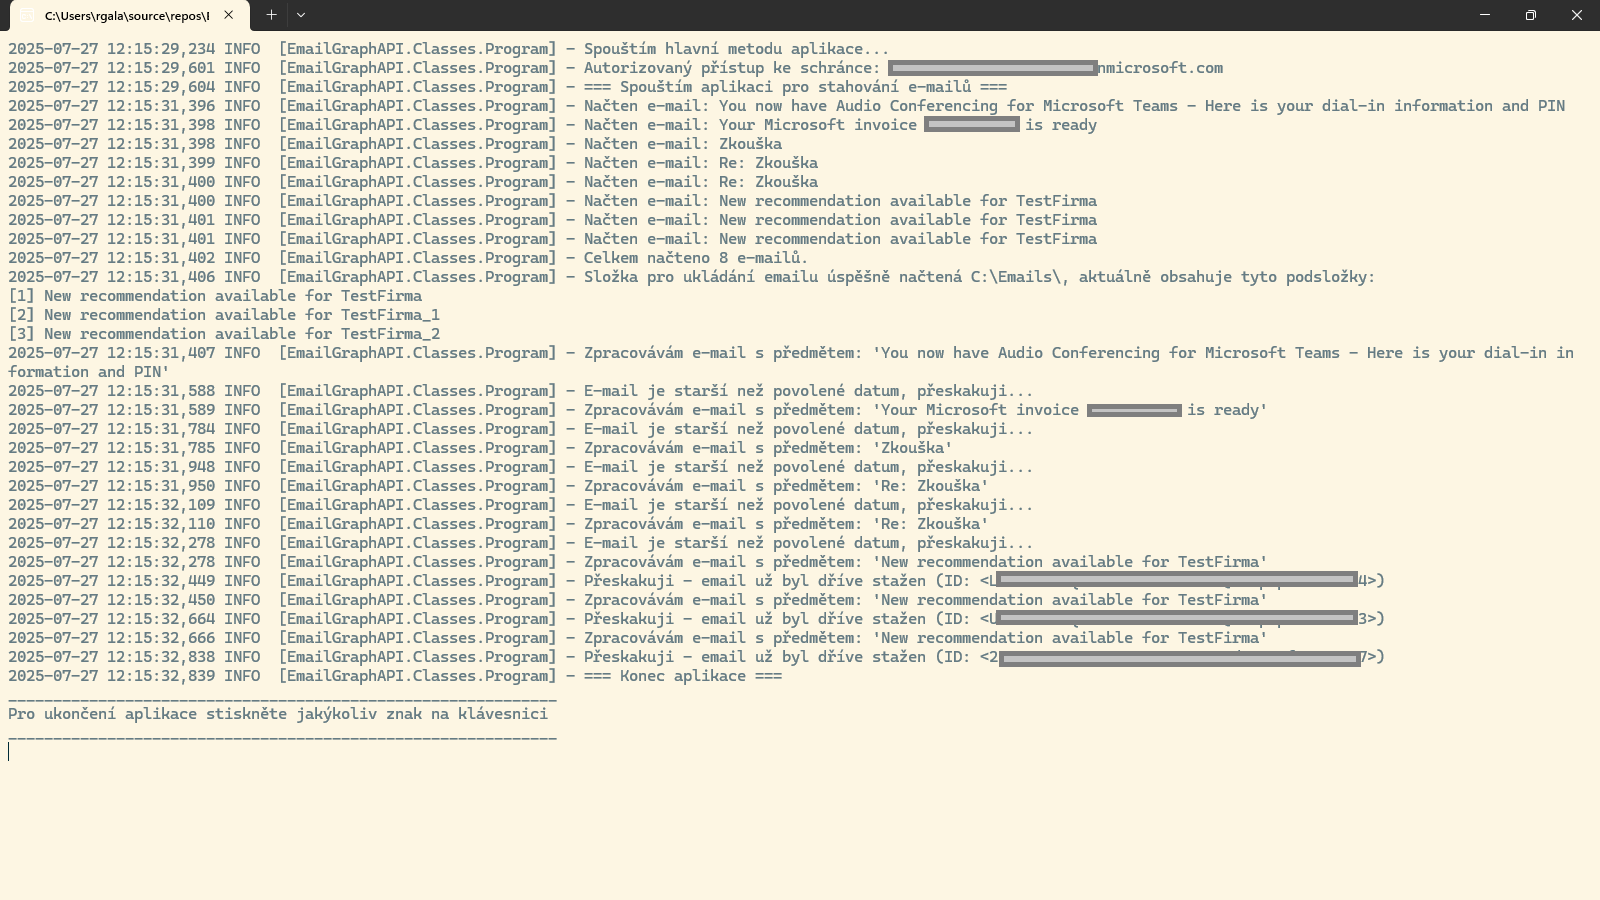 C:\Users\rgala\source\repos\E
2025-07-27 12:15:29,234 INFO  [EmailGraphAPI.Classes.Program] - Spouštím hlavní metodu aplikace...
2025-07-27 12:15:29,601 INFO  [EmailGraphAPI.Classes.Program] - Autorizovaný přístup ke schránce: nmicrosoft.com
2025-07-27 12:15:29,604 INFO  [EmailGraphAPI.Classes.Program] - === Spouštím aplikaci pro stahování e-mailů ===
2025-07-27 12:15:31,396 INFO  [EmailGraphAPI.Classes.Program] - Načten e-mail: You now have Audio Conferencing for Microsoft Teams - Here is your dial-in information and PIN
2025-07-27 12:15:31,398 INFO  [EmailGraphAPI.Classes.Program] - Načten e-mail: Your Microsoft invoice is ready
2025-07-27 12:15:31,398 INFO  [EmailGraphAPI.Classes.Program] - Načten e-mail: Zkouška
2025-07-27 12:15:31,399 INFO  [EmailGraphAPI.Classes.Program] - Načten e-mail: Re: Zkouška
2025-07-27 12:15:31,400 INFO  [EmailGraphAPI.Classes.Program] - Načten e-mail: Re: Zkouška
2025-07-27 12:15:31,400 INFO  [EmailGraphAPI.Classes.Program] - Načten e-mail: New recommendation available for TestFirma
2025-07-27 12:15:31,401 INFO  [EmailGraphAPI.Classes.Program] - Načten e-mail: New recommendation available for TestFirma
2025-07-27 12:15:31,401 INFO  [EmailGraphAPI.Classes.Program] - Načten e-mail: New recommendation available for TestFirma
2025-07-27 12:15:31,402 INFO  [EmailGraphAPI.Classes.Program] - Celkem načteno 8 e-mailů.
2025-07-27 12:15:31,406 INFO  [EmailGraphAPI.Classes.Program] - Složka pro ukládání emailu úspěšně načtená C:\Emails\, aktuálně obsahuje tyto podsložky:
[1] New recommendation available for TestFirma
[2] New recommendation available for TestFirma_1
[3] New recommendation available for TestFirma_2
2025-07-27 12:15:31,407 INFO  [EmailGraphAPI.Classes.Program] - Zpracovávám e-mail s předmětem: 'You now have Audio Conferencing for Microsoft Teams - Here is your dial-in in
formation and PIN'
2025-07-27 12:15:31,588 INFO  [EmailGraphAPI.Classes.Program] - E-mail je starší než povolené datum, přeskakuji...
2025-07-27 12:15:31,589 INFO  [EmailGraphAPI.Classes.Program] - Zpracovávám e-mail s předmětem: 'Your Microsoft invoice is ready'
2025-07-27 12:15:31,784 INFO  [EmailGraphAPI.Classes.Program] - E-mail je starší než povolené datum, přeskakuji...
2025-07-27 12:15:31,785 INFO  [EmailGraphAPI.Classes.Program] - Zpracovávám e-mail s předmětem: 'Zkouška'
2025-07-27 12:15:31,948 INFO  [EmailGraphAPI.Classes.Program] - E-mail je starší než povolené datum, přeskakuji...
2025-07-27 12:15:31,950 INFO  [EmailGraphAPI.Classes.Program] - Zpracovávám e-mail s předmětem: 'Re: Zkouška'
2025-07-27 12:15:32,109 INFO  [EmailGraphAPI.Classes.Program] - E-mail je starší než povolené datum, přeskakuji...
2025-07-27 12:15:32,110 INFO  [EmailGraphAPI.Classes.Program] - Zpracovávám e-mail s předmětem: 'Re: Zkouška'
2025-07-27 12:15:32,278 INFO  [EmailGraphAPI.Classes.Program] - E-mail je starší než povolené datum, přeskakuji...
2025-07-27 12:15:32,278 INFO  [EmailGraphAPI.Classes.Program] - Zpracovávám e-mail s předmětem: 'New recommendation available for TestFirma'
2025-07-27 12:15:32,449 INFO  [EmailGraphAPI.Classes.Program] - Přeskakuji - email už byl dříve stažen (ID: <U 4>)
2025-07-27 12:15:32,450 INFO  [EmailGraphAPI.Classes.Program] - Zpracovávám e-mail s předmětem: 'New recommendation available for TestFirma'
2025-07-27 12:15:32,664 INFO  [EmailGraphAPI.Classes.Program] - Přeskakuji - email už byl dříve stažen (ID: <U 3>)
2025-07-27 12:15:32,666 INFO  [EmailGraphAPI.Classes.Program] - Zpracovávám e-mail s předmětem: 'New recommendation available for TestFirma'
2025-07-27 12:15:32,838 INFO  [EmailGraphAPI.Classes.Program] - Přeskakuji - email už byl dříve stažen (ID: <2 7>)
2025-07-27 12:15:32,839 INFO  [EmailGraphAPI.Classes.Program] - === Konec aplikace ===
_____________________________________________________________
Pro ukončení aplikace stiskněte jakýkoliv znak na klávesnici
_____________________________________________________________